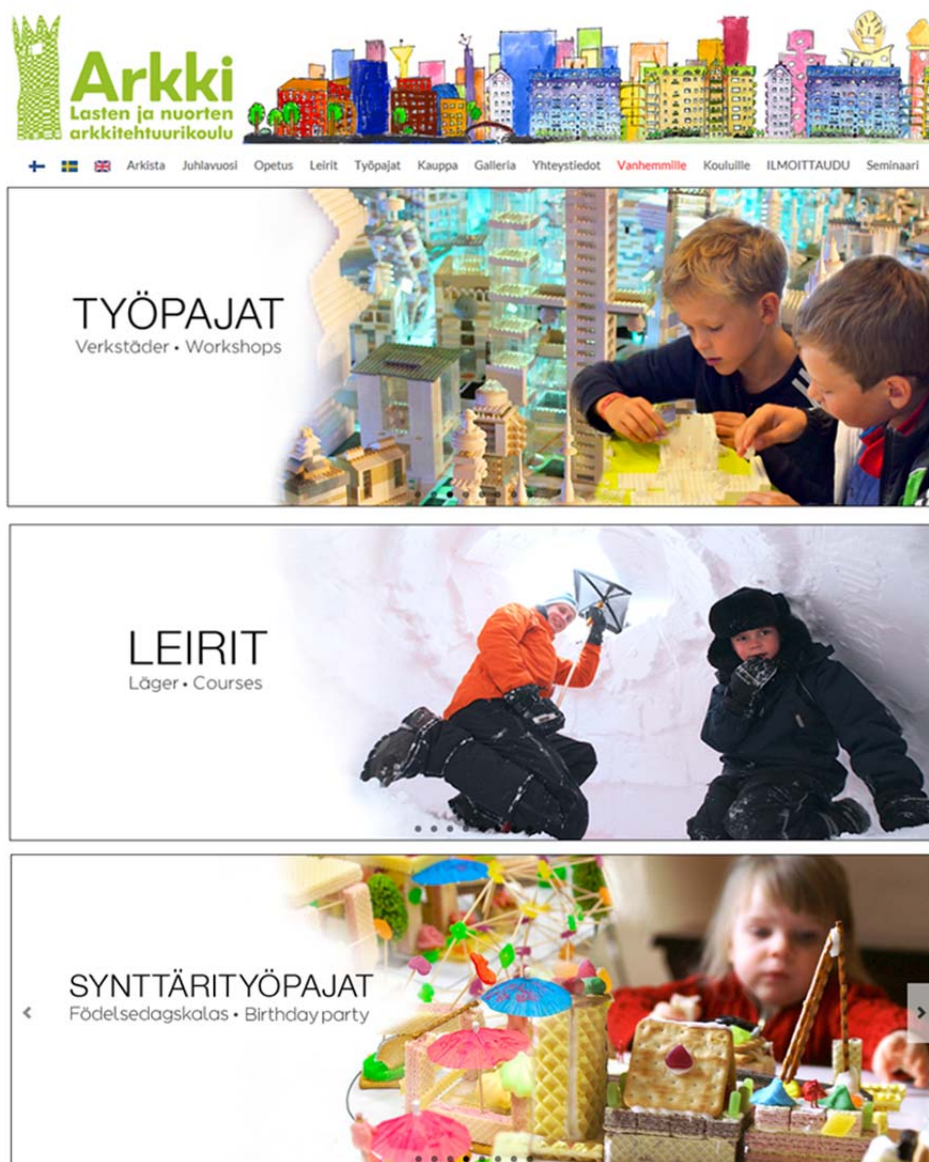 Arkki
Lasten ja nuorten
arkkitehtuurikoulu
Arkista Juhlavuosi Opetus Leirit Työpajat Kauppa Galleria Yhteystiedot Vanhemmille Kouluille ILMOITTAUDU Seminaari
TYÖPAJAT
Verkstäder • Workshops
LEIRIT
Läger • Courses
SYNTTÄRITYÖPAJAT
Födelsedagskalas • Birthday party